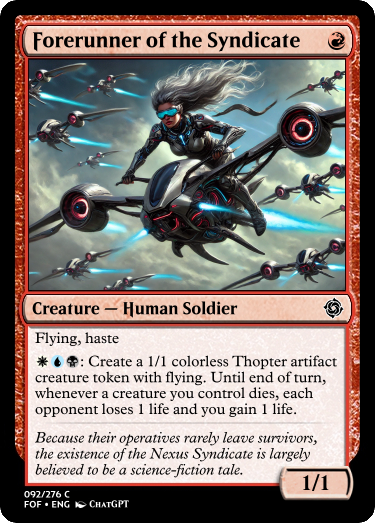 Forerunner of the Syndicate
Creature — Human Soldier
Flying, haste
: Create a 1/1 colorless Thopter artifact
creature token with flying. Until end of turn,
whenever a creature you control dies, each
opponent loses 1 life and you gain 1 life.
Because their operatives rarely leave survivors,
the existence of the Nexus Syndicate is largely
believed to be a science-fiction tale.
1/1
092/276 C
FOF • ENG ChatGPT